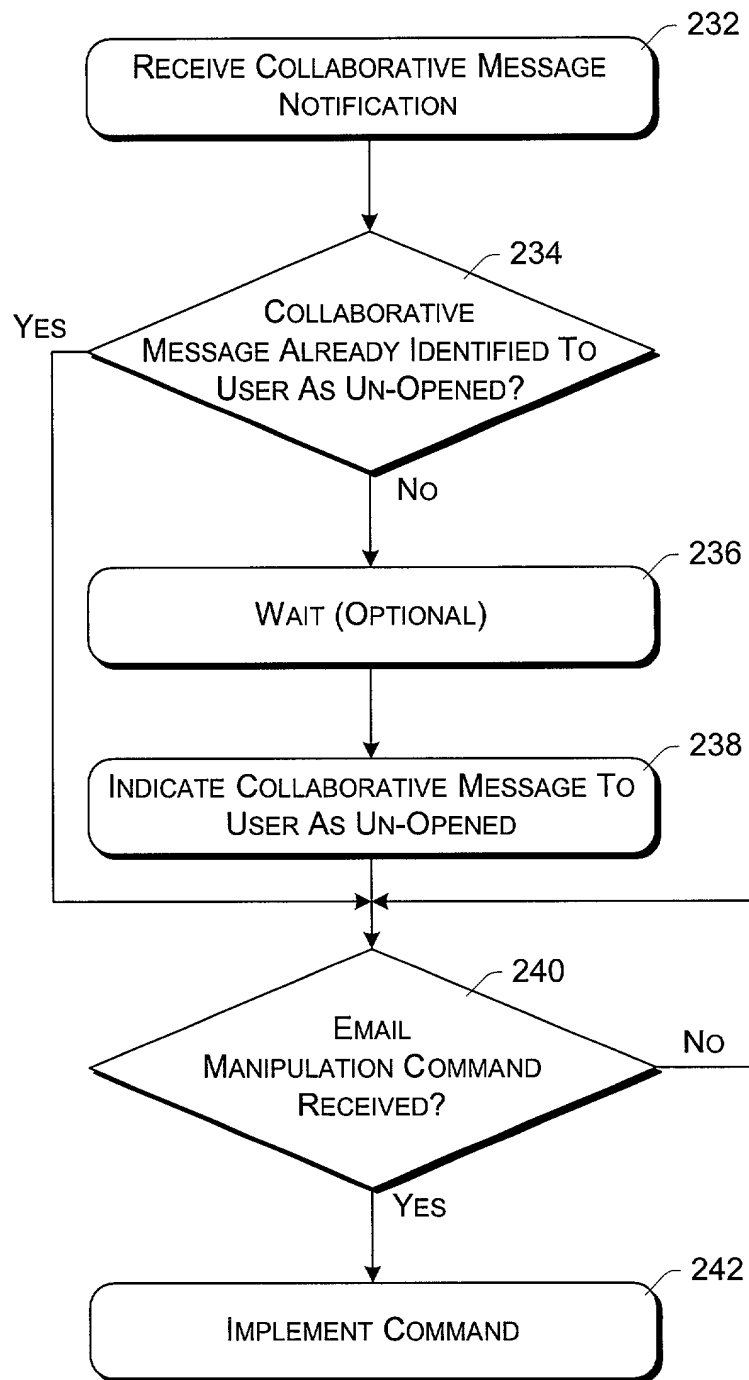 232
RECEIVE COLLABORATIVE MESSAGE
NOTIFICATION
234
YES
COLLABORATIVE
MESSAGE ALREADY IDENTIFIED TO
USER AS UN-OPENED?
NO
236
WAIT (OPTIONAL)
238
INDICATE COLLABORATIVE MESSAGE TO
USER AS UN-OPENED
240
EMAIL
MANIPULATION COMMAND
RECEIVED?
NO
YES
242
IMPLEMENT COMMAND